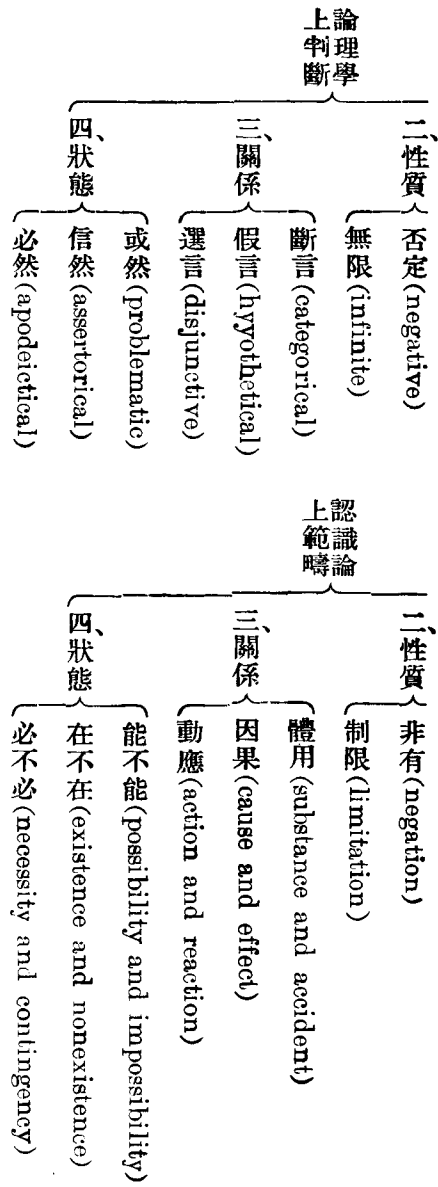 論理學
上判斷
二、性質
否定(negative)
無限(infinite)
三、關係
斷言(categorical)
假言(hyyothetical)
選言(disjunctive)
四、狀態
或然(problematic)
信然(assertorical)
必然(apodeictical)
認識論
上範疇
二、性質
非有(negation)
制限(limitation)
三、關係
體用(substance and accident)
因果(cause and effect)
動應(action and reaction)
四、狀態
能不能(possibility and impossibility)
在不在(existence and nonexistence)
必不必(necessity and contingency)